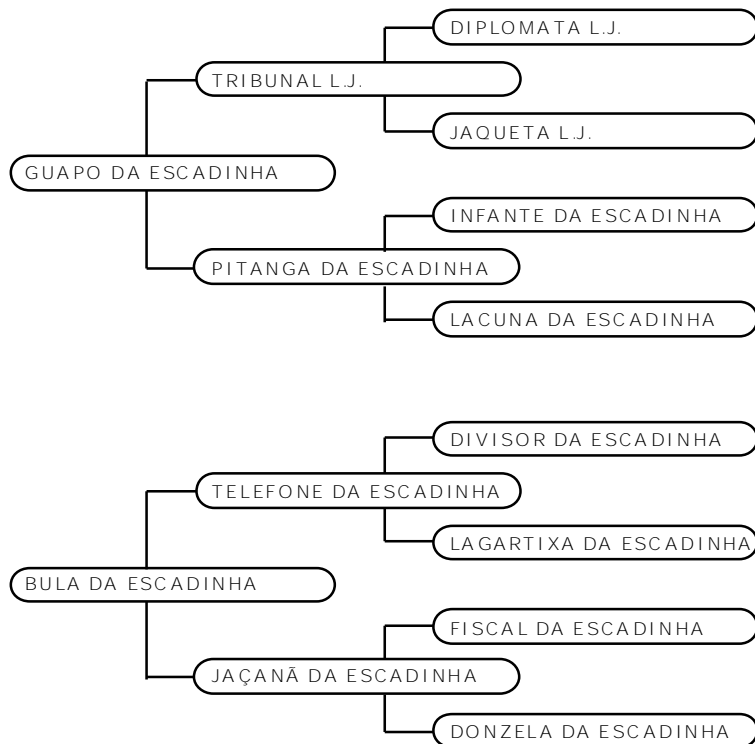 DIPLOMATA L.J.
TRIBUNAL L.J.
JAQUETA L.J.
GUAPO DA ESCADINHA
INFANTE DA ESCADINHA
PITANGA DA ESCADINHA
LACUNA DA ESCADINHA
DIVISOR DA ESCADINHA
TELEFONE DA ESCADINHA
LAGARTIXA DA ESCADINHA
BULA DA ESCADINHA
FISCAL DA ESCADINHA
JAÇANÃ DA ESCADINHA
DONZELA DA ESCADINHA